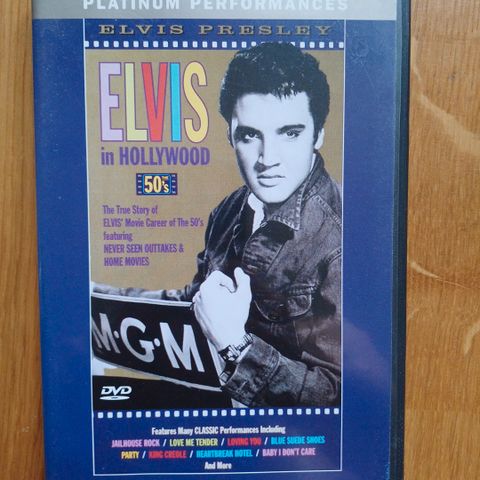 PLATINUM PERFORMANCES
ELVIS PRESLEY
ELVIS
in HOLLYWOOD
THE 50's
The True Story of
ELVIS' Movie Career of The 50's
featuring
NEVER SEEN OUTTAKES &
HOME MOVIES
M·G·M
DVD
Features Many CLASSIC Performances Including
JAILHOUSE ROCK / LOVE ME TENDER / LOVING YOU / BLUE SUEDE SHOES
PARTY / KING CREOLE / HEARTBREAK HOTEL / BABY I DON'T CARE
And More